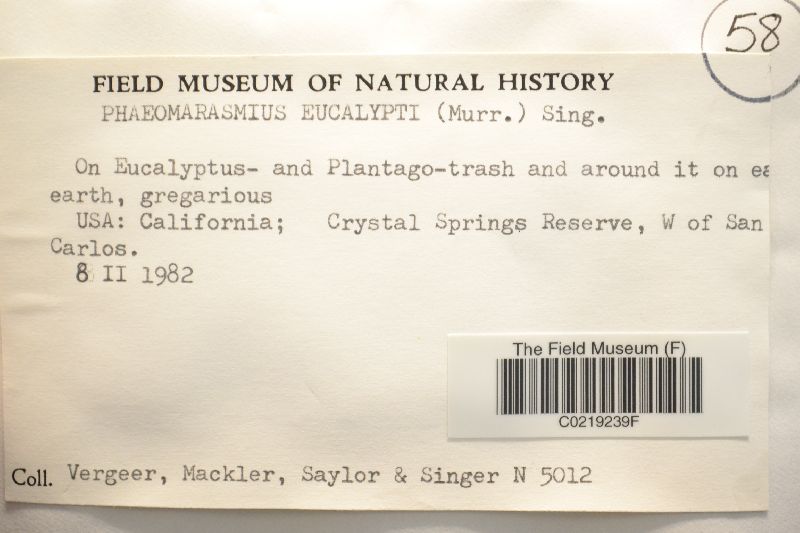 58
FIELD MUSEUM OF NATURAL HISTORY
PHAEOMARASMIUS EUCALYPTI (Murr.) Sing.
On Eucalyptus- and Plantago-trash and around it on ea
earth, gregarious
USA: California; Crystal Springs Reserve, W of San
Carlos.
8 II 1982
The Field Museum (F)
C0219239F
Coll. Vergeer, Mackler, Saylor & Singer N 5012